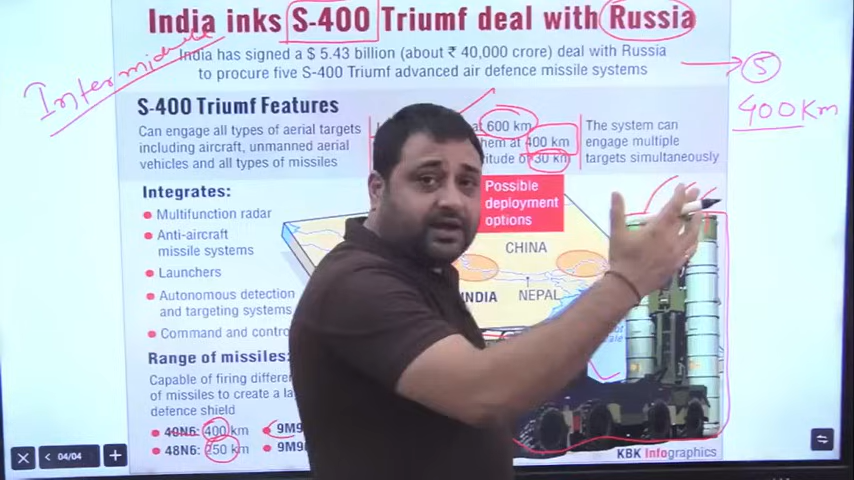 India inks S-400 Triumf deal with Russia
India has signed a $ 5.43 billion (about ₹ 40,000 crore) deal with Russia
to procure five S-400 Triumf advanced air defence missile systems
5
400Km
S-400 Triumf Features
Can engage all types of aerial targets
including aircraft, unmanned aerial
vehicles and all types of missiles
at 600 km
them at 400 km
30 km
The system can
engage multiple
targets simultaneously
Integrates:
Multifunction radar
Anti-aircraft
missile systems
Launchers
Autonomous detection
and targeting systems
Command and contro
Possible
deployment
options
CHINA
INDIA
NEPAL
Range of missiles:
Capable of firing differe
of missiles to create a la
defence shield
40N6: 400 km
48N6: 250 km
9M9
9M9
KBK Infographics
04/04